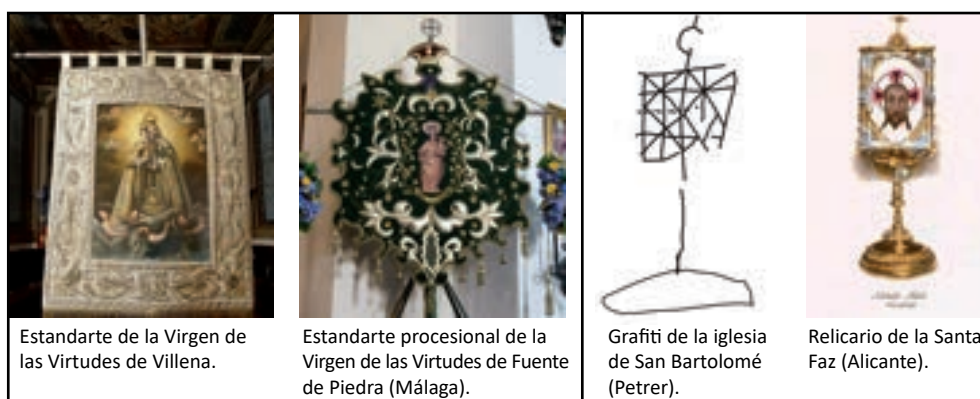 Estandarte de la Virgen de
las Virtudes de Villena.
Estandarte procesional de la
Virgen de las Virtudes de Fuente
de Piedra (Málaga).
Grafiti de la iglesia
de San Bartolomé
(Petrer).
Relicario de la Santa
Faz (Alicante).